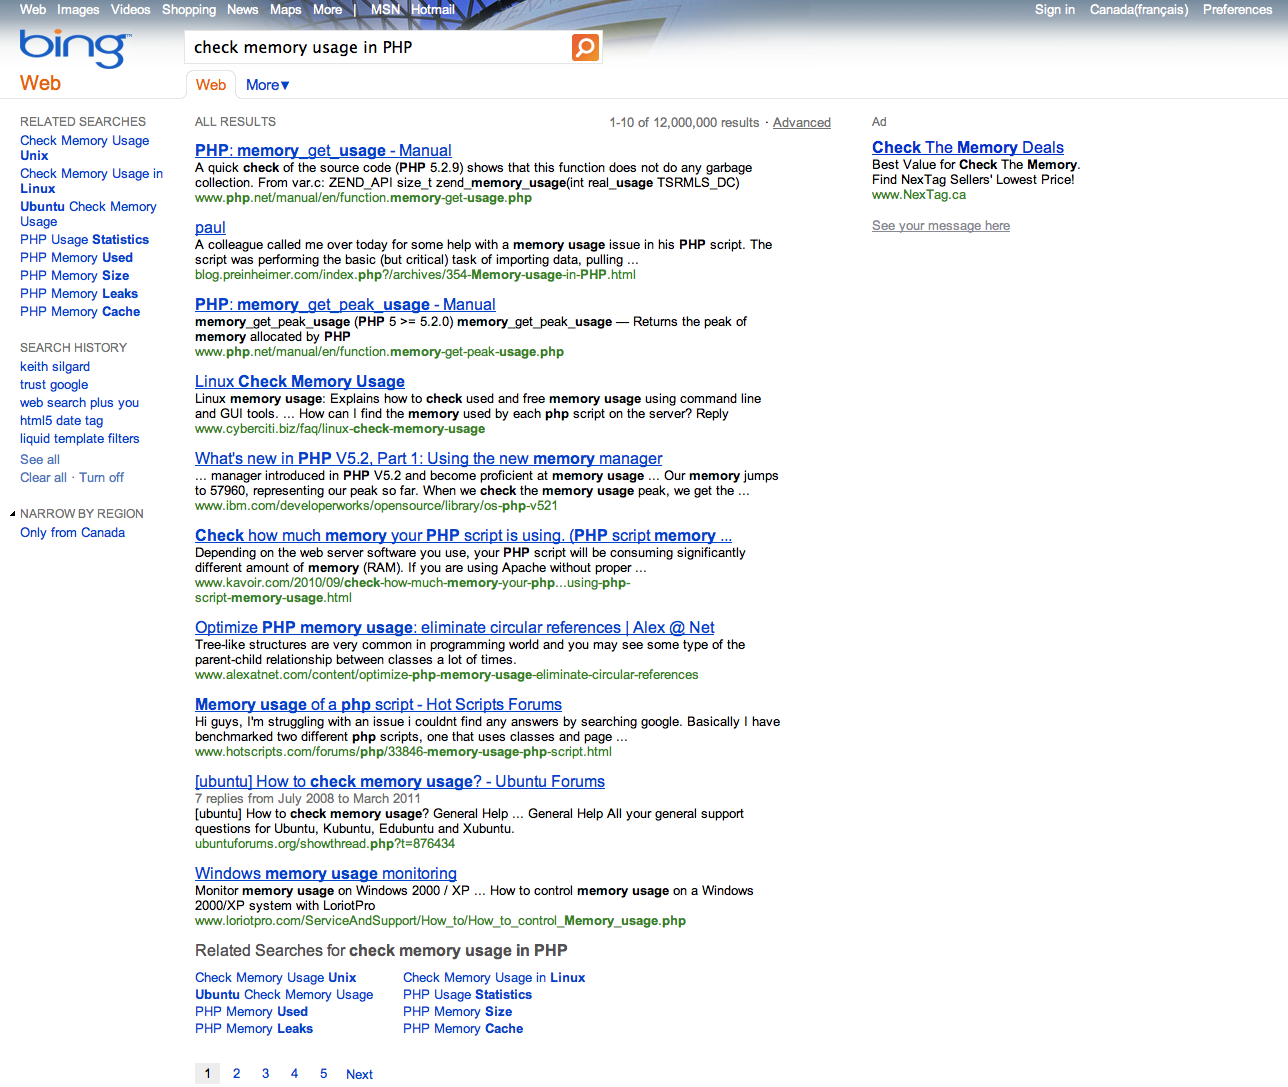 Web Images Videos Shopping News Maps More | MSN Hotmail
Sign in Canada(français) Preferences
bing™
check memory usage in PHP
Web
Web More▼
RELATED SEARCHES
Check Memory Usage
Unix
Check Memory Usage in
Linux
Ubuntu Check Memory
Usage
PHP Usage Statistics
PHP Memory Used
PHP Memory Size
PHP Memory Leaks
PHP Memory Cache
SEARCH HISTORY
keith silgard
trust google
web search plus you
html5 date tag
liquid template filters
See all
Clear all · Turn off
NARROW BY REGION
Only from Canada
ALL RESULTS
1-10 of 12,000,000 results · Advanced
PHP: memory_get_usage - Manual
A quick check of the source code (PHP 5.2.9) shows that this function does not do any garbage
collection. From var.c: ZEND_API size_t zend_memory_usage(int real_usage TSRMLS_DC)
www.php.net/manual/en/function.memory-get-usage.php
paul
A colleague called me over today for some help with a memory usage issue in his PHP script. The
script was performing the basic (but critical) task of importing data, pulling ...
blog.preinheimer.com/index.php?/archives/354-Memory-usage-in-PHP.html
PHP: memory_get_peak_usage - Manual
memory_get_peak_usage (PHP 5 >= 5.2.0) memory_get_peak_usage — Returns the peak of
memory allocated by PHP
www.php.net/manual/en/function.memory-get-peak-usage.php
Linux Check Memory Usage
Linux memory usage: Explains how to check used and free memory usage using command line
and GUI tools. ... How can I find the memory used by each php script on the server? Reply
www.cyberciti.biz/faq/linux-check-memory-usage
What's new in PHP V5.2, Part 1: Using the new memory manager
... manager introduced in PHP V5.2 and become proficient at memory usage ... Our memory jumps
to 57960, representing our peak so far. When we check the memory usage peak, we get the ...
www.ibm.com/developerworks/opensource/library/os-php-v521
Check how much memory your PHP script is using. (PHP script memory ...
Depending on the web server software you use, your PHP script will be consuming significantly
different amount of memory (RAM). If you are using Apache without proper ...
www.kavoir.com/2010/09/check-how-much-memory-your-php...using-php-
script-memory-usage.html
Optimize PHP memory usage: eliminate circular references | Alex @ Net
Tree-like structures are very common in programming world and you may see some type of the
parent-child relationship between classes a lot of times.
www.alexatnet.com/content/optimize-php-memory-usage-eliminate-circular-references
Memory usage of a php script - Hot Scripts Forums
Hi guys, I'm struggling with an issue i couldnt find any answers by searching google. Basically I have
benchmarked two different php scripts, one that uses classes and page ...
www.hotscripts.com/forums/php/33846-memory-usage-php-script.html
[ubuntu] How to check memory usage? - Ubuntu Forums
7 replies from July 2008 to March 2011
[ubuntu] How to check memory usage? General Help ... General Help All your general support
questions for Ubuntu, Kubuntu, Edubuntu and Xubuntu.
ubuntuforums.org/showthread.php?t=876434
Windows memory usage monitoring
Monitor memory usage on Windows 2000 / XP ... How to control memory usage on a Windows
2000/XP system with LoriotPro
www.loriotpro.com/ServiceAndSupport/How_to/How_to_control_Memory_usage.php
Related Searches for check memory usage in PHP
Check Memory Usage Unix Check Memory Usage in Linux
Ubuntu Check Memory Usage PHP Usage Statistics
PHP Memory Used PHP Memory Size
PHP Memory Leaks PHP Memory Cache
1 2 3 4 5 Next
Ad
Check The Memory Deals
Best Value for Check The Memory.
Find NexTag Sellers' Lowest Price!
www.NexTag.ca
See your message here